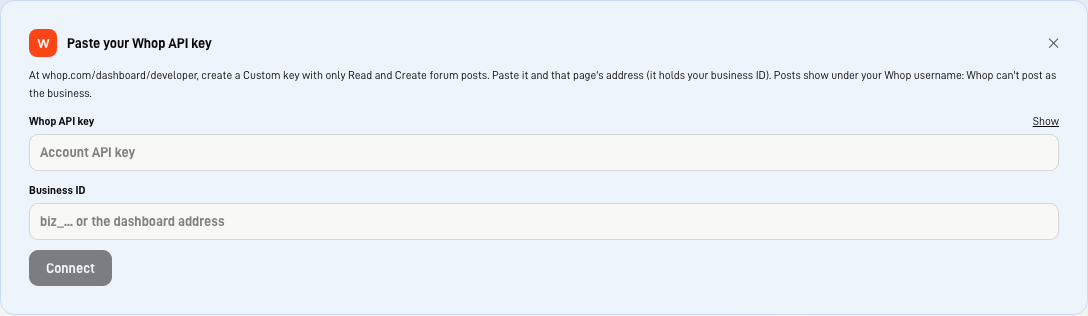 W
Paste your Whop API key
At whop.com/dashboard/developer, create a Custom key with only Read and Create forum posts. Paste it and that page's address (it holds your business ID). Posts show under your Whop username: Whop can't post as
the business.
Whop API key
Show
Account API key
Business ID
biz_... or the dashboard address
Connect